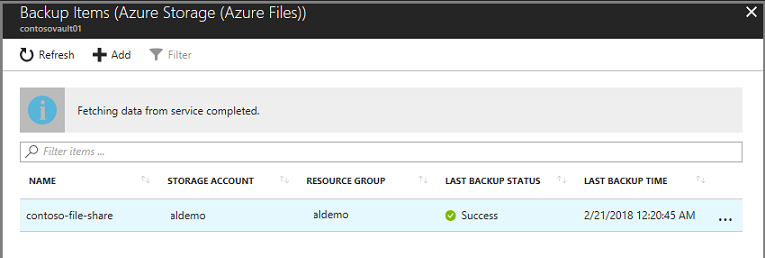 Backup Items (Azure Storage (Azure Files))
contosovault01
Refresh Add Filter
Fetching data from service completed.
Filter items ...
NAME STORAGE ACCOUNT RESOURCE GROUP LAST BACKUP STATUS LAST BACKUP TIME
contoso-file-share aldemo aldemo Success 2/21/2018 12:20:45 AM ...